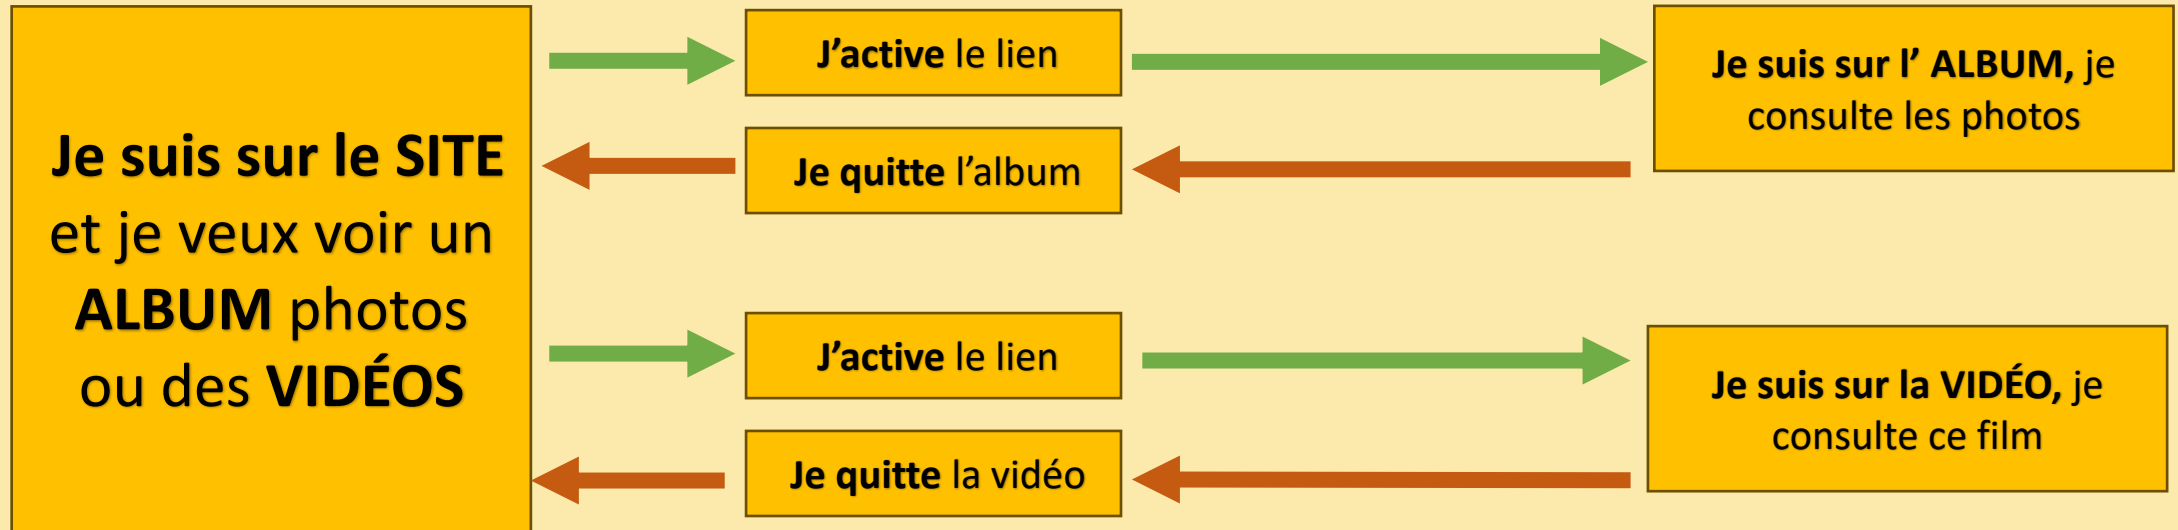 Je suis sur le SITE
et je veux voir un
ALBUM photos
ou des VIDÉOS
J’active le lien
Je suis sur l’ ALBUM, je
consulte les photos
Je quitte l’album
J’active le lien
Je suis sur la VIDÉO, je
consulte ce film
Je quitte la vidéo